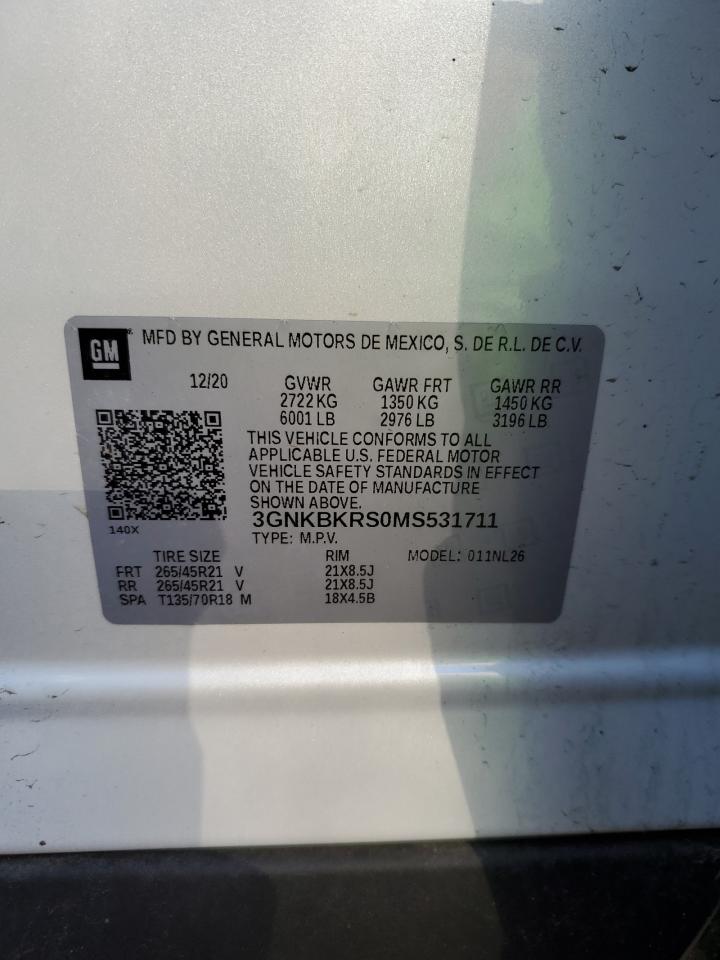 GM
MFD BY GENERAL MOTORS DE MEXICO, S. DE R.L. DE C.V.
12/20 GVWR GAWR FRT GAWR RR
2722 KG 1350 KG 1450 KG
6001 LB 2976 LB 3196 LB
THIS VEHICLE CONFORMS TO ALL
APPLICABLE U.S. FEDERAL MOTOR
VEHICLE SAFETY STANDARDS IN EFFECT
ON THE DATE OF MANUFACTURE
SHOWN ABOVE.
3GNKBKRS0MS531711
140X
TYPE: M.P.V. MODEL: 011NL26
TIRE SIZE RIM
FRT 265/45R21 V 21X8.5J
RR 265/45R21 V 21X8.5J
SPA T135/70R18 M 18X4.5B